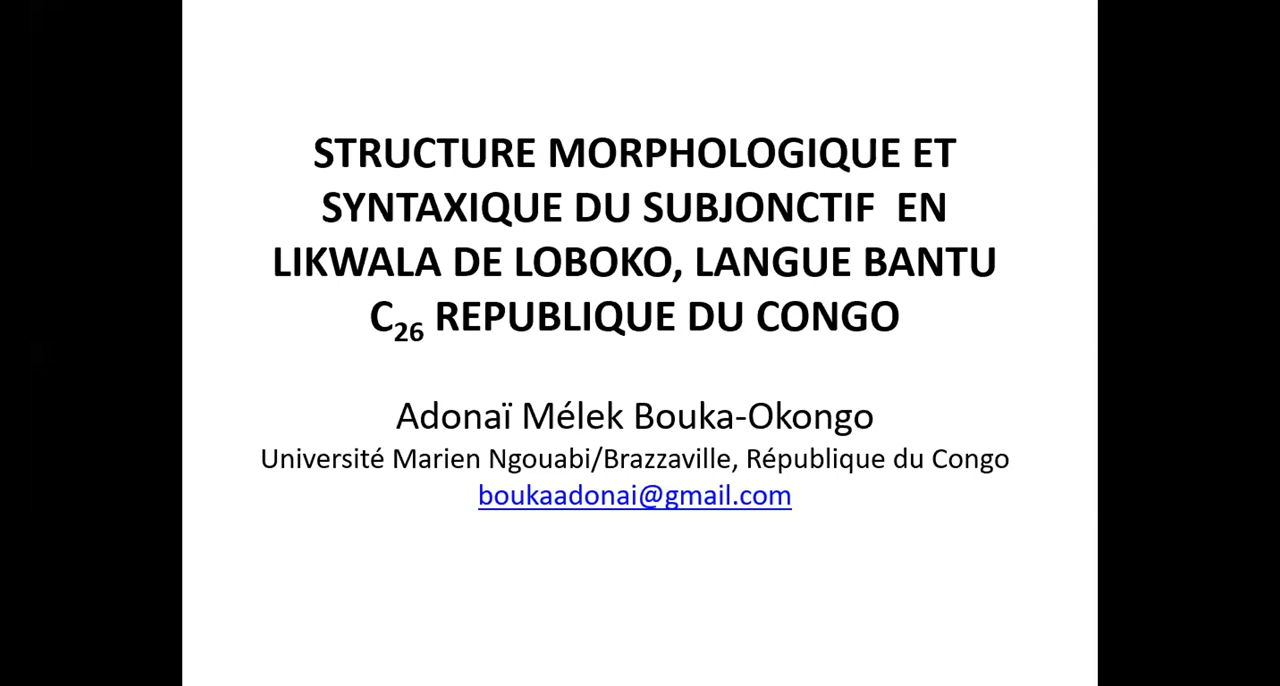 STRUCTURE MORPHOLOGIQUE ET
SYNTAXIQUE DU SUBJONCTIF EN
LIKWALA DE LOBOKO, LANGUE BANTU
C26 REPUBLIQUE DU CONGO
Adonaï Mélek Bouka-Okongo
Université Marien Ngouabi/Brazzaville, République du Congo
boukaadonai@gmail.com